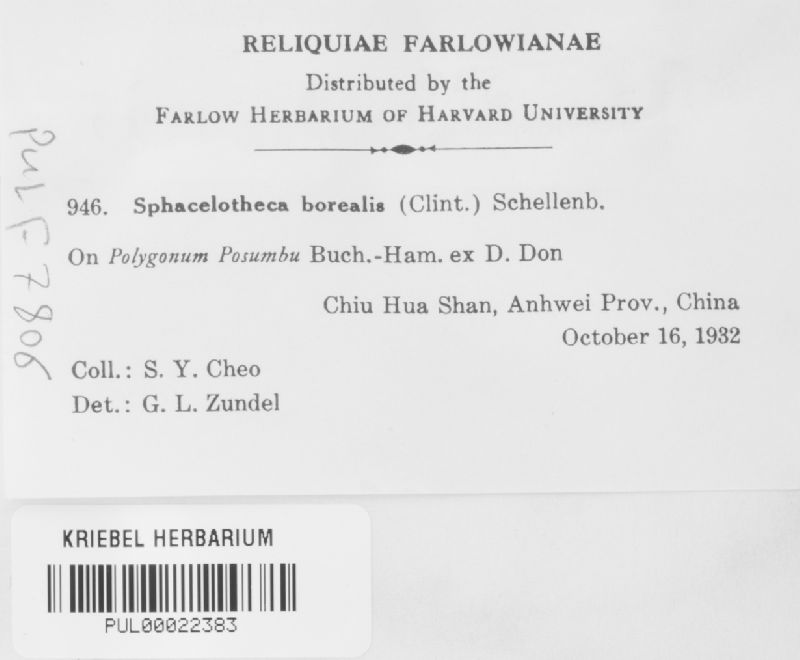 RELIQUIAE FARLOWIANAE
Distributed by the
FARLOW HERBARIUM OF HARVARD UNIVERSITY
946. Sphacelotheca borealis (Clint.) Schellenb.
On Polygonum Posumbu Buch.-Ham. ex D. Don
Chiu Hua Shan, Anhwei Prov., China
October 16, 1932
Coll.: S. Y. Cheo
Det.: G. L. Zundel
PUL F 7806
KRIEBEL HERBARIUM
PUL00022383